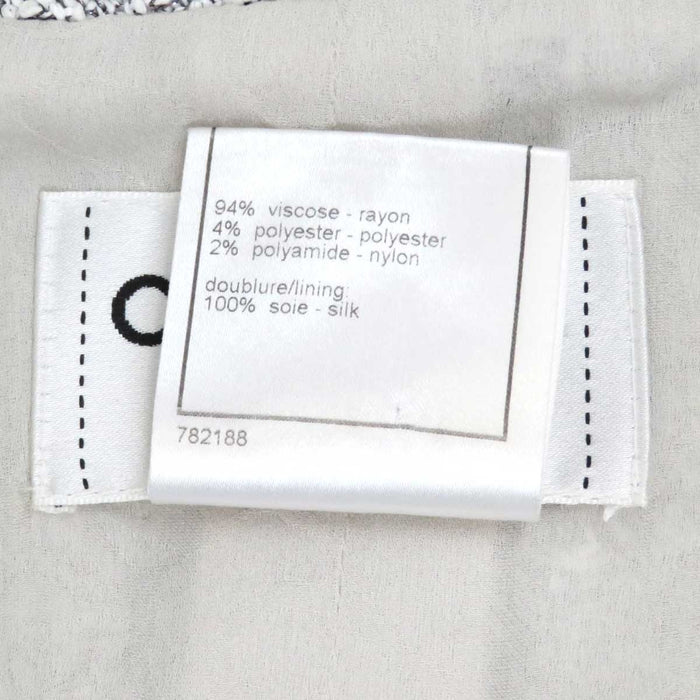 94% viscose - rayon
4% polyester - polyester
2% polyamide - nylon
doublure/lining:
100% soie - silk
782188